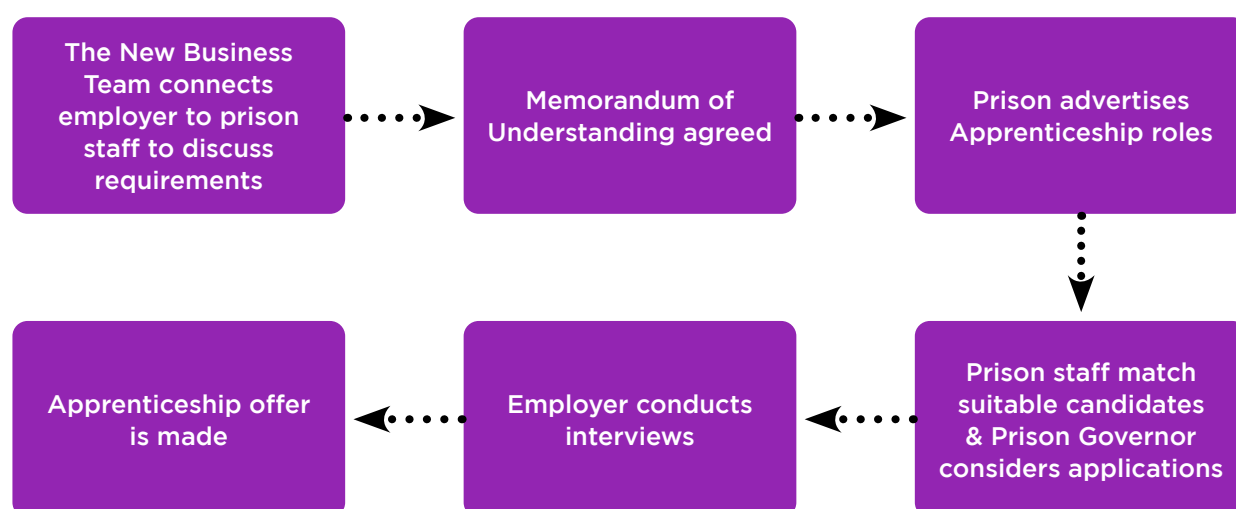 The New Business
Team connects
employer to prison
staff to discuss
requirements
Memorandum of
Understanding agreed
Prison advertises
Apprenticeship roles
Prison staff match
suitable candidates
& Prison Governor
considers applications
Employer conducts
interviews
Apprenticeship offer
is made